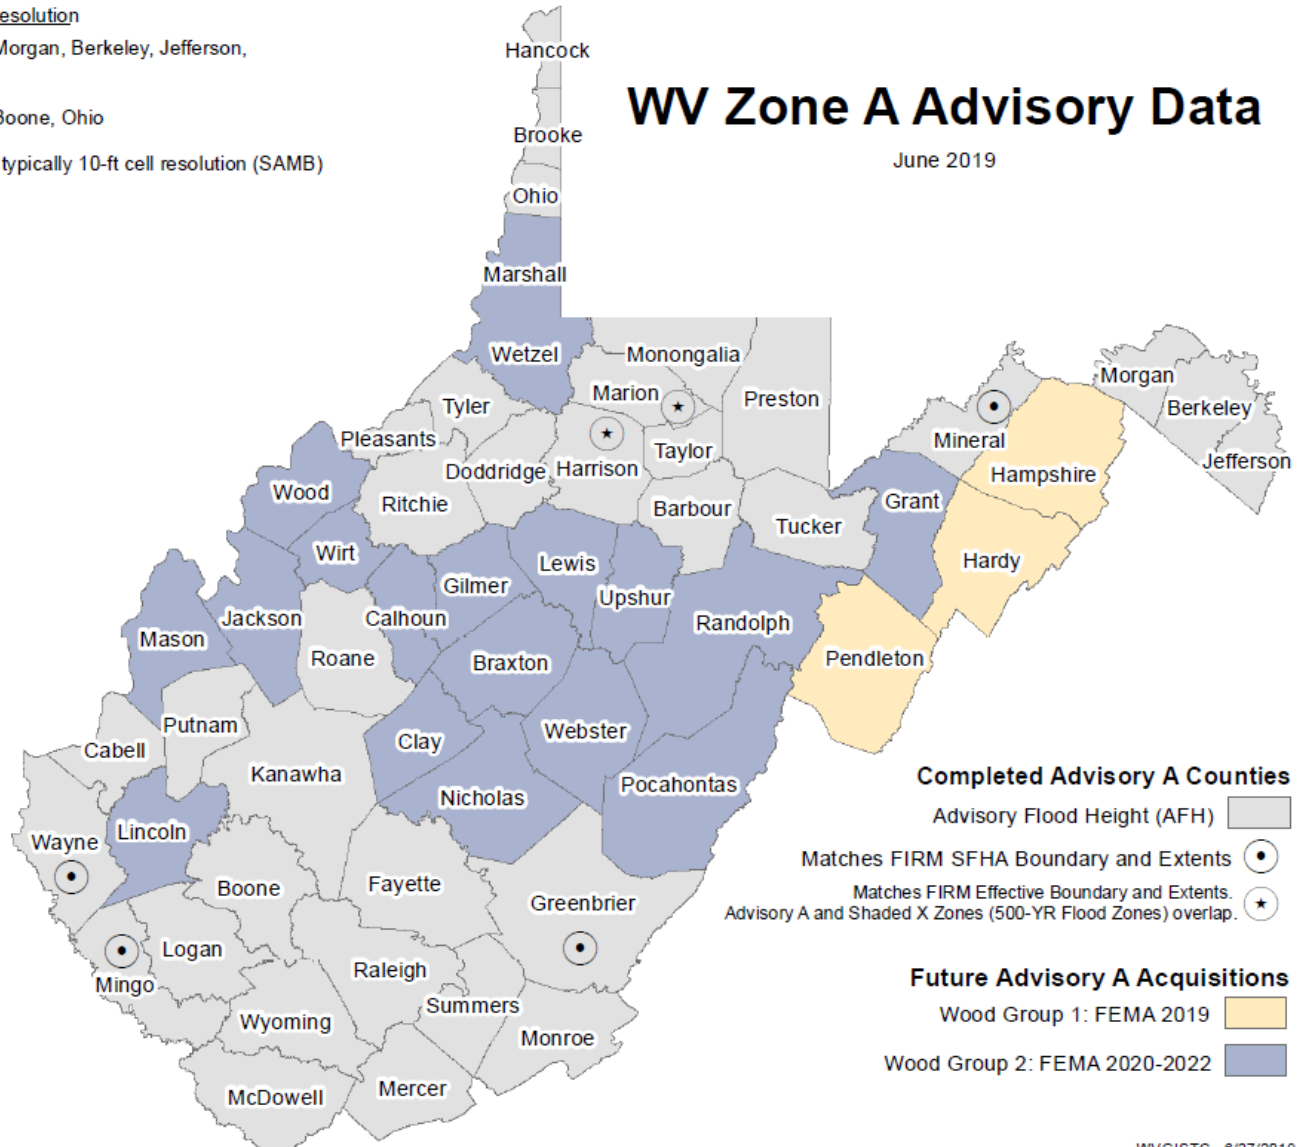 esolution
Morgan, Berkeley, Jefferson,
Boone, Ohio
typically 10-ft cell resolution (SAMB)
WV Zone A Advisory Data
June 2019
Hancock
Brooke
Ohio
Marshall
Wetzel
Monongalia
Marion
Preston
Tyler
Pleasants
Doddridge
Harrison
Taylor
Morgan
Berkeley
Jefferson
Mineral
Hampshire
Wood
Ritchie
Barbour
Tucker
Grant
Hardy
Wirt
Lewis
Gilmer
Upshur
Jackson
Calhoun
Randolph
Mason
Roane
Braxton
Pendleton
Putnam
Cabell
Clay
Webster
Kanawha
Nicholas
Pocahontas
Wayne
Lincoln
Boone
Fayette
Greenbrier
Logan
Mingo
Raleigh
Summers
Wyoming
Monroe
McDowell
Mercer
Completed Advisory A Counties
Advisory Flood Height (AFH)
Matches FIRM SFHA Boundary and Extents
Matches FIRM Effective Boundary and Extents.
Advisory A and Shaded X Zones (500-YR Flood Zones) overlap.
Future Advisory A Acquisitions
Wood Group 1: FEMA 2019
Wood Group 2: FEMA 2020-2022